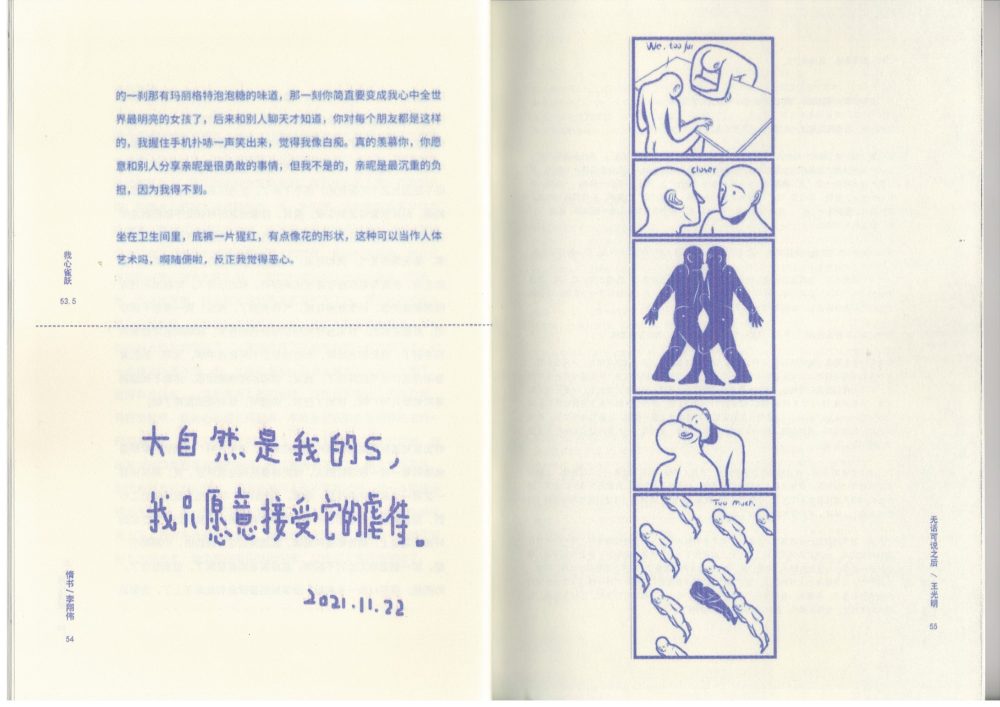 的一刹那有玛丽格特泡泡糖的味道，那一刻你简直要变成我心中全世
界最明亮的女孩了，后来和别人聊天才知道，你对每个朋友都是这样
的，我握住手机扑哧一声笑出来，觉得我像白痴。真的羡慕你，你愿
意和别人分享亲昵是很勇敢的事情，但我不是的，亲昵是最沉重的负
担，因为我得不到。
坐在卫生间里，底裤一片猩红，有点像花的形状，这种可以当作人体
艺术吗，啊随便啦，反正我觉得恶心。
我心雀跃
53.5
大自然是我的S，
我只愿意接受它的虐待.
2021.11.22
情书/李翔伟
54
We, too far
closer
Too much.
无话可说之后 / 王光明
55